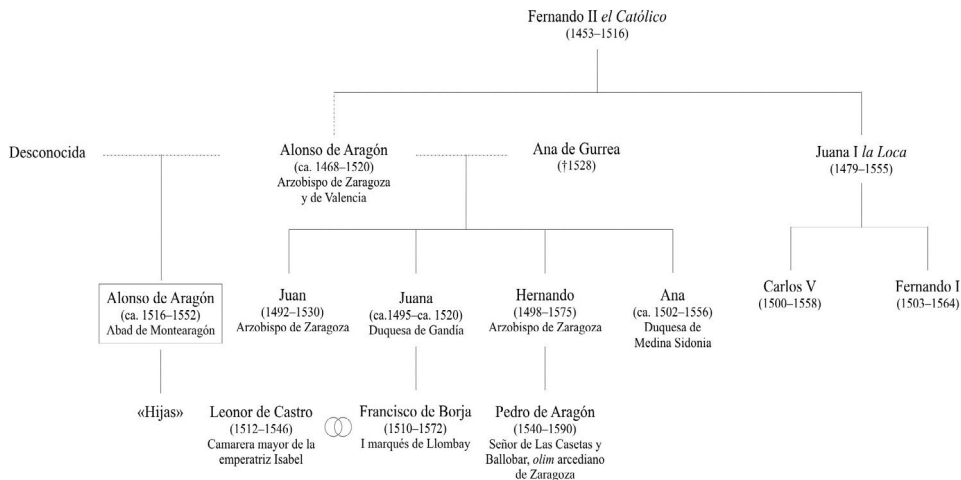 Fernando II el Católico
(1453–1516)
Desconocida
Alonso de Aragón
(ca. 1468–1520)
Arzobispo de Zaragoza
y de Valencia
Ana de Gurrea
(†1528)
Juana I la Loca
(1479–1555)
Alonso de Aragón
(ca. 1516–1552)
Abad de Montearagón
Juan
(1492–1530)
Arzobispo de Zaragoza
Juana
(ca.1495–ca. 1520)
Duquesa de Gandía
Hernando
(1498–1575)
Arzobispo de Zaragoza
Ana
(ca. 1502–1556)
Duquesa de
Medina Sidonia
Carlos V
(1500–1558)
Fernando I
(1503–1564)
«Hijas»
Leonor de Castro
(1512–1546)
Camarera mayor de la
emperatriz Isabel
Francisco de Borja
(1510–1572)
I marqués de Llombay
Pedro de Aragón
(1540–1590)
Señor de Las Casetas y
Ballobar, olim arcediano
de Zaragoza